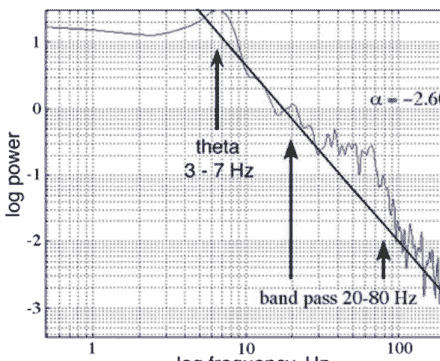 1
0
-1
-2
-3
log power
α = -2.60
theta
3 - 7 Hz
band pass 20-80 Hz
1
10
100
log frequency, Hz